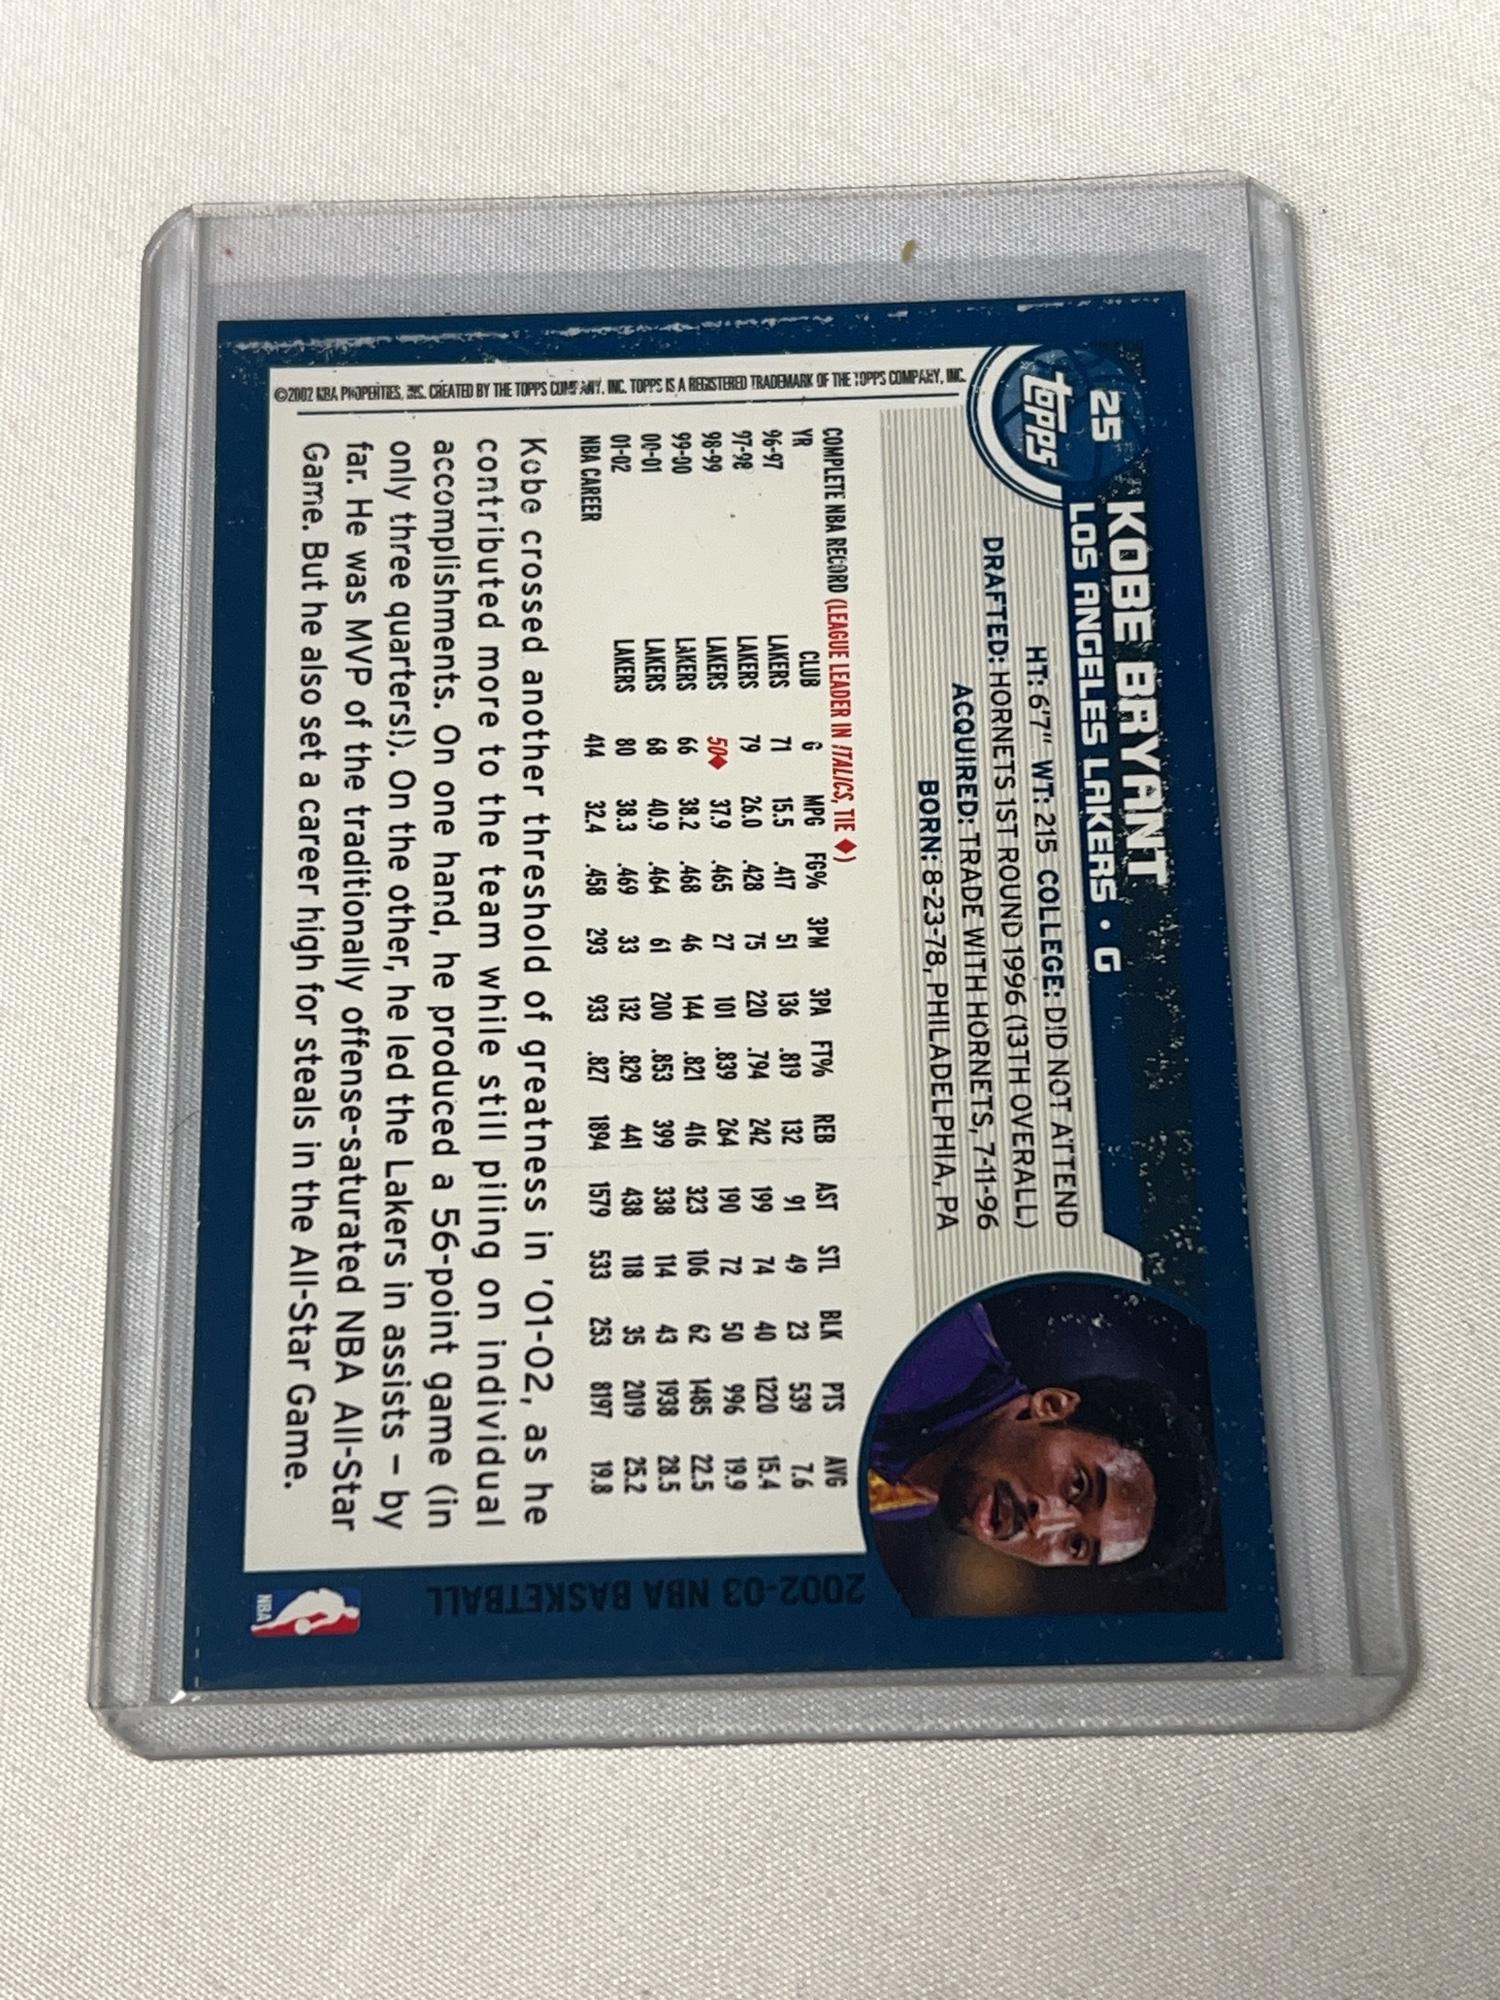 25 KOBE BRYANT
LOS ANGELES LAKERS • G
topps
HT: 6'7" WT: 215 COLLEGE: DID NOT ATTEND
DRAFTED: HORNETS 1ST ROUND 1996 (13TH OVERALL)
ACQUIRED: TRADE WITH HORNETS, 7-11-96
BORN: 8-23-78, PHILADELPHIA, PA
COMPLETE NBA RECORD (LEAGUE LEADER IN ITALICS, TIE ♦)
YR CLUB G MPG FG% 3PM 3PA FT% REB AST STL BLK PTS AVG
96-97 LAKERS 71 15.5 .417 51 136 .819 132 91 49 23 539 7.6
97-98 LAKERS 79 26.0 .428 75 220 .794 242 199 74 40 1220 15.4
98-99 LAKERS 50♦ 37.9 .465 27 101 .839 264 190 72 50 996 19.9
99-00 LAKERS 66 38.2 .468 46 144 .821 416 323 106 62 1485 22.5
00-01 LAKERS 68 40.9 .464 61 200 .853 399 338 114 43 1938 28.5
01-02 LAKERS 80 38.3 .469 33 132 .829 441 438 118 35 2019 25.2
NBA CAREER 414 32.4 .458 293 933 .827 1894 1579 533 253 8197 19.8
Kobe crossed another threshold of greatness in '01-02, as he
contributed more to the team while still piling on individual
accomplishments. On one hand, he produced a 56-point game (in
only three quarters!). On the other, he led the Lakers in assists – by
far. He was MVP of the traditionally offense-saturated NBA All-Star
Game. But he also set a career high for steals in the All-Star Game.
©2002 NBA PROPERTIES, INC. CREATED BY THE TOPPS COMPANY, INC. TOPPS IS A REGISTERED TRADEMARK OF THE TOPPS COMPANY, INC.
2002-03 NBA BASKETBALL
NBA